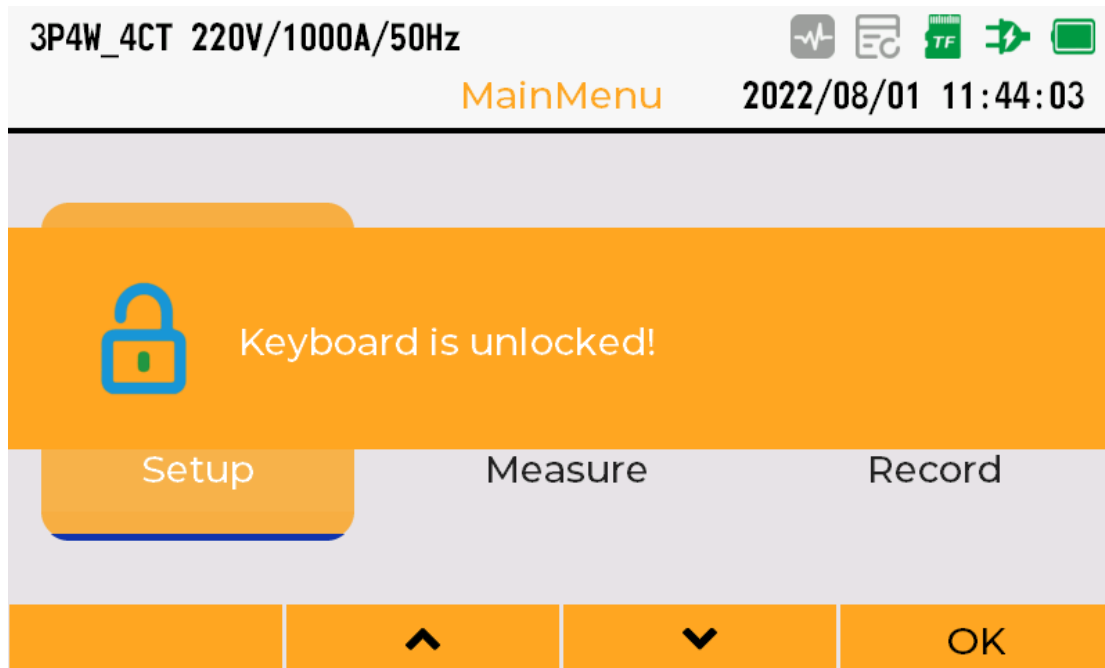 3P4W_4CT 220V/1000A/50Hz
TF
MainMenu 2022/08/01 11:44:03
Keyboard is unlocked!
Setup Measure Record
OK